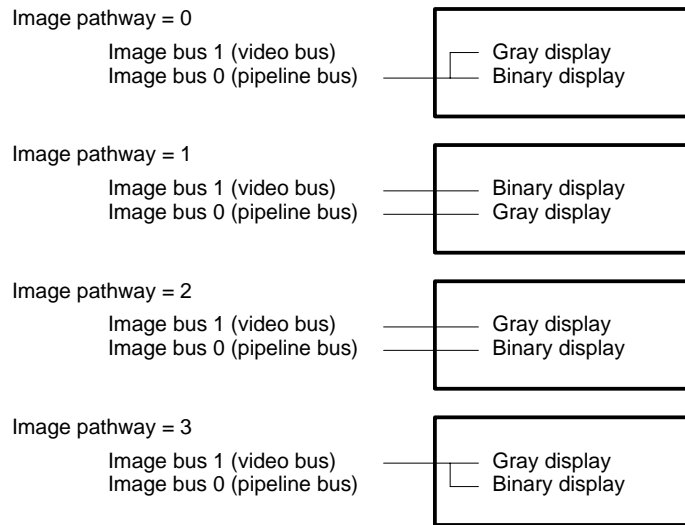 Image pathway = 0
Image bus 1 (video bus) Gray display
Image bus 0 (pipeline bus) Binary display
Image pathway = 1
Image bus 1 (video bus) Binary display
Image bus 0 (pipeline bus) Gray display
Image pathway = 2
Image bus 1 (video bus) Gray display
Image bus 0 (pipeline bus) Binary display
Image pathway = 3
Image bus 1 (video bus) Gray display
Image bus 0 (pipeline bus) Binary display